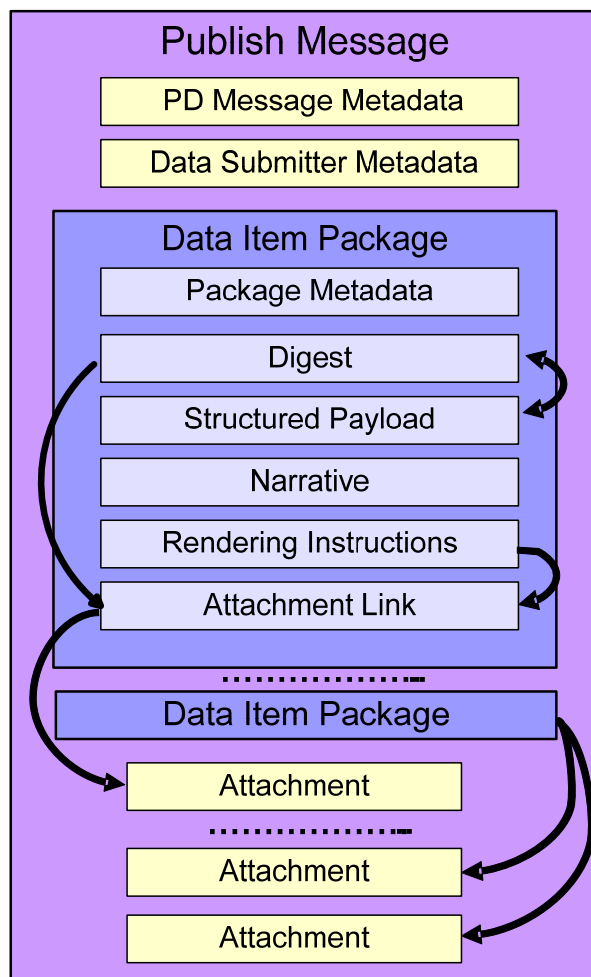 Publish Message
PD Message Metadata
Data Submitter Metadata
Data Item Package
Package Metadata
Digest
Structured Payload
Narrative
Rendering Instructions
Attachment Link
Data Item Package
Attachment
Attachment
Attachment